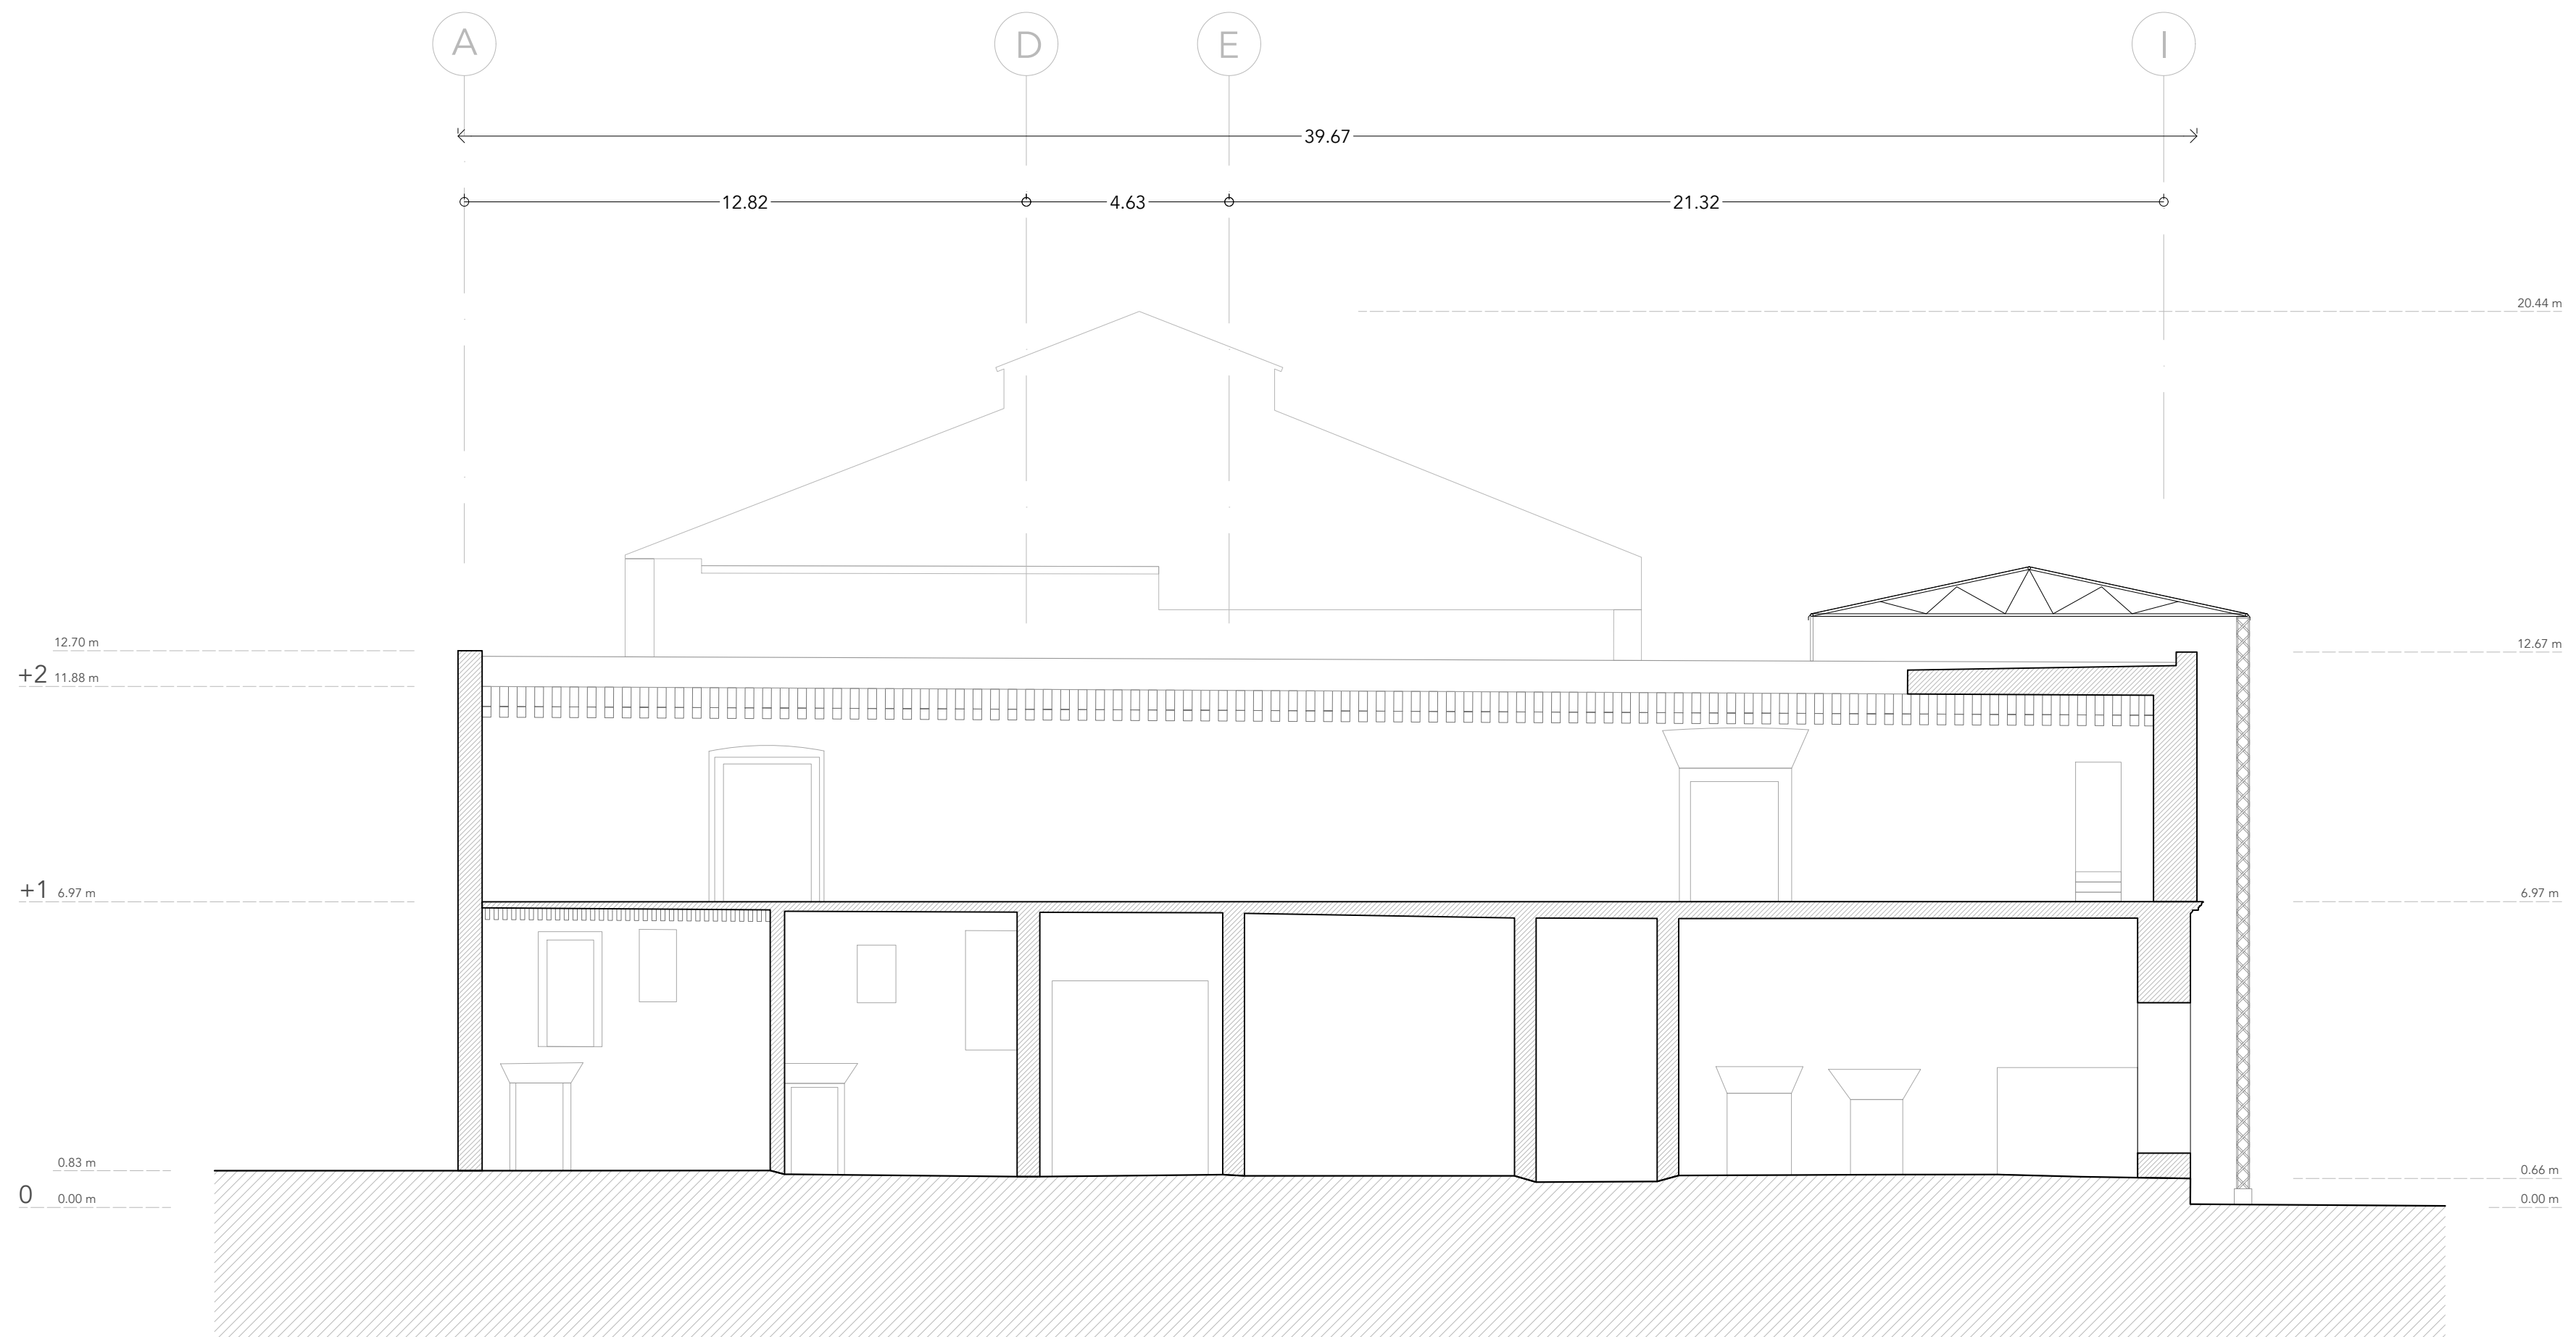 A D E I
39.67
12.82 4.63 21.32
20.44 m
12.70 m 12.67 m
+2 11.88 m
+1 6.97 m 6.97 m
0.83 m 0.66 m
0 0.00 m 0.00 m